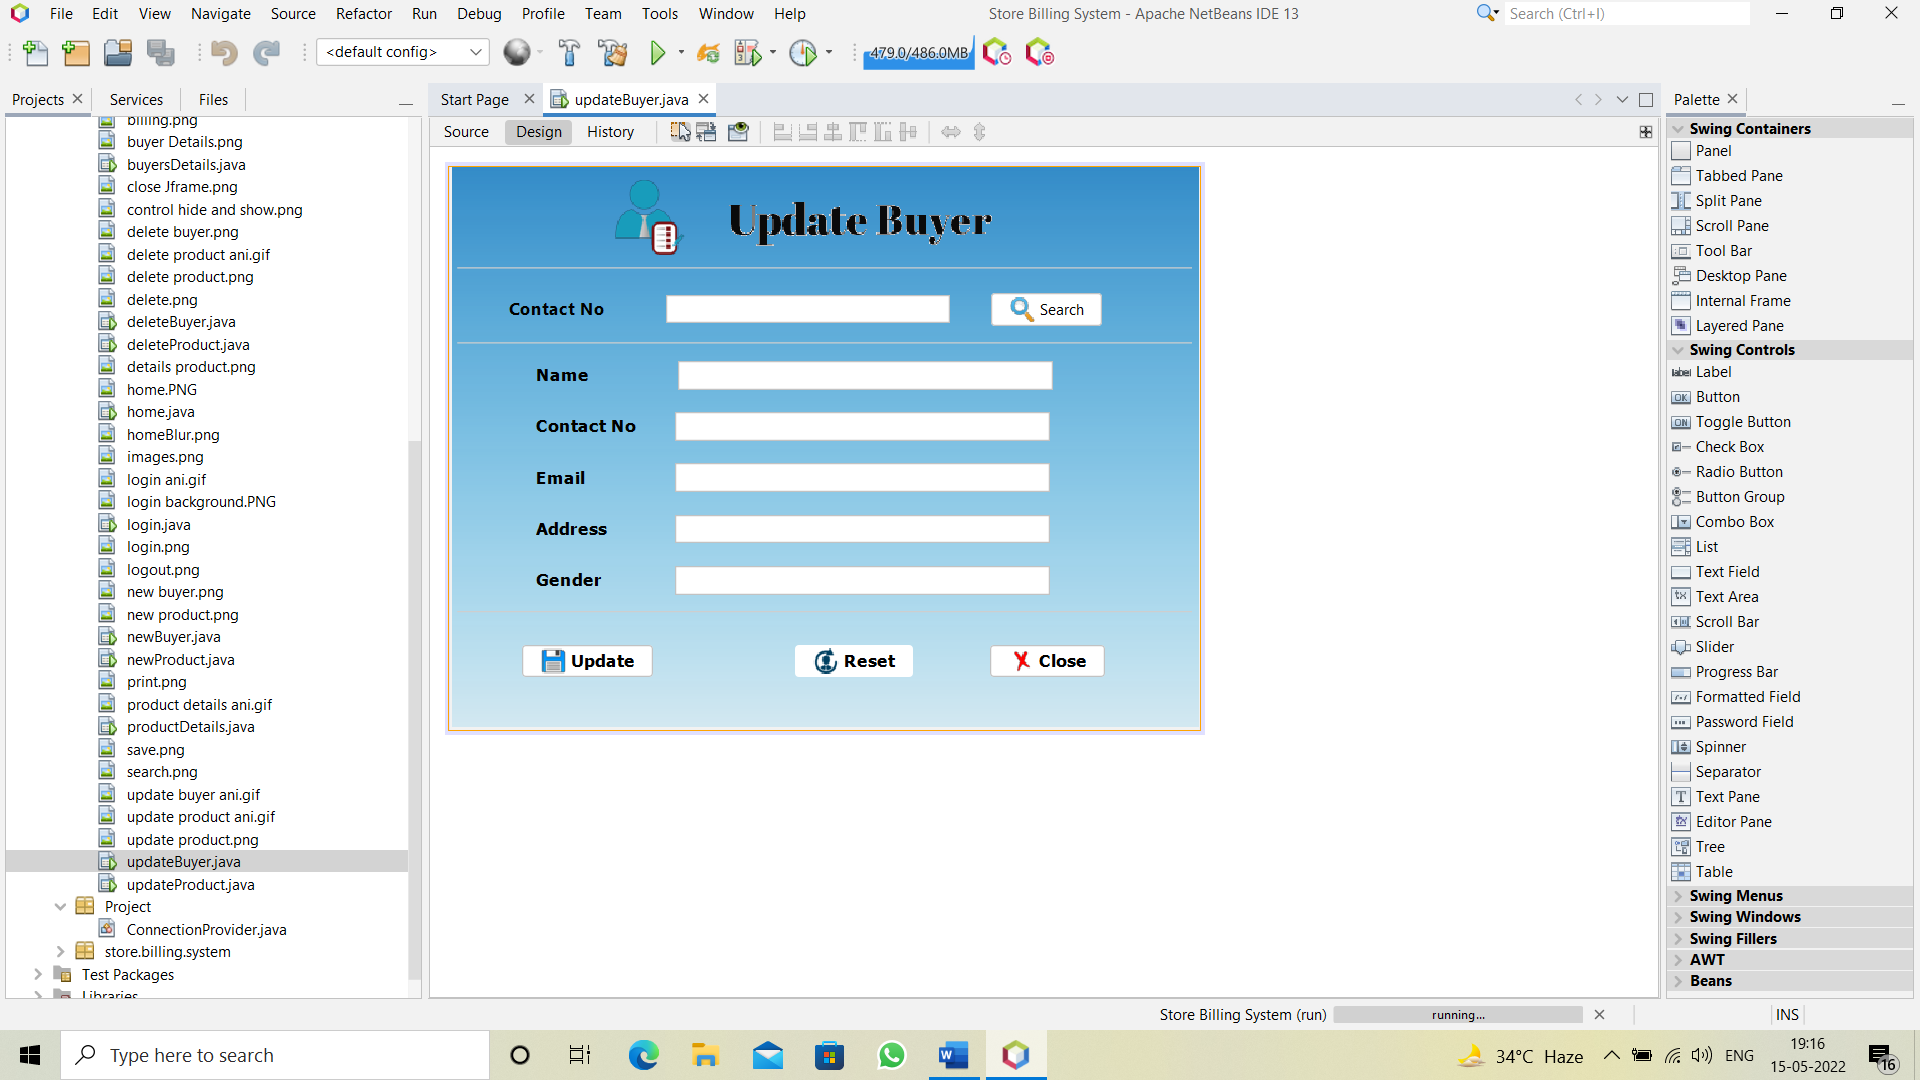 File Edit View Navigate Source Refactor Run Debug Profile Team Tools Window Help
Store Billing System - Apache NetBeans IDE 13
Search (Ctrl+I)
<default config>
479.0/486.0MB
Projects Services Files
Start Page updateBuyer.java
Palette
Source Design History
billing.png
buyer Details.png
buyersDetails.java
close Jframe.png
control hide and show.png
delete buyer.png
delete product ani.gif
delete product.png
delete.png
deleteBuyer.java
deleteProduct.java
details product.png
home.PNG
home.java
homeBlur.png
images.png
login ani.gif
login background.PNG
login.java
login.png
logout.png
new buyer.png
new product.png
newBuyer.java
newProduct.java
print.png
product details ani.gif
productDetails.java
save.png
search.png
update buyer ani.gif
update product ani.gif
update product.png
updateBuyer.java
updateProduct.java
Project
ConnectionProvider.java
store.billing.system
Test Packages
Libraries
Update Buyer
Contact No
Search
Name
Contact No
Email
Address
Gender
Update
Reset
Close
Swing Containers
Panel
Tabbed Pane
Split Pane
Scroll Pane
Tool Bar
Desktop Pane
Internal Frame
Layered Pane
Swing Controls
label Label
OK Button
ON Toggle Button
Check Box
Radio Button
Button Group
Combo Box
List
Text Field
Text Area
Scroll Bar
Slider
Progress Bar
Formatted Field
Password Field
Spinner
Separator
Text Pane
Editor Pane
Tree
Table
Swing Menus
Swing Windows
Swing Fillers
AWT
Beans
Store Billing System (run)
running...
INS
Type here to search
34°C Haze
ENG
19:16
15-05-2022
16